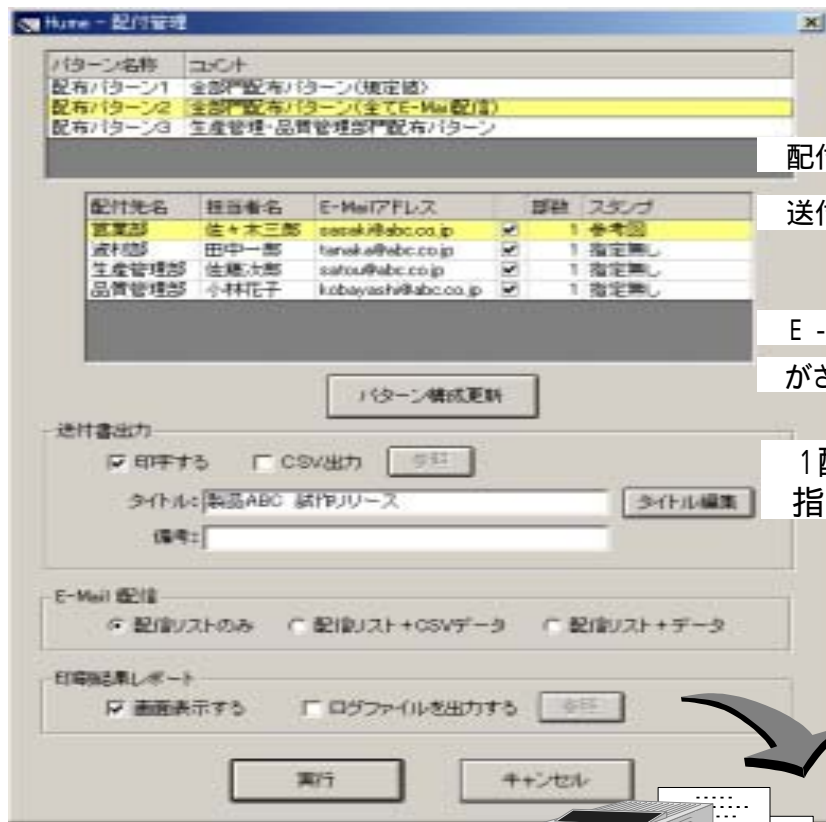 Hume - 配付管理
パターン名称 コメント
配布パターン1 全部門配布パターン(規定値)
配布パターン2 全部門配布パターン(全てE-Mail配信)
配布パターン3 生産管理・品質管理部門配布パターン
配付
送付
配付先名 担当者名 E-Mailアドレス 部数 スタンプ
営業部 佐々木三郎 sasaki@abc.co.jp 1 参考図
資材部 田中一郎 tanaka@abc.co.jp 1 指定無し
生産管理部 佐藤次郎 satou@abc.co.jp 1 指定無し
品質管理部 小林花子 kobayashi@abc.co.jp 1 指定無し
E -
がさ
パターン構成更新
送付書出力
印字する CSV出力 参照
1配
指
タイトル: 製品ABC 試作リリース タイトル編集
備考:
E-Mail 配信
配信リストのみ 配信リスト+CSVデータ 配信リスト+データ
印刷結果レポート
画面表示する ログファイルを出力する 参照
実行 キャンセル